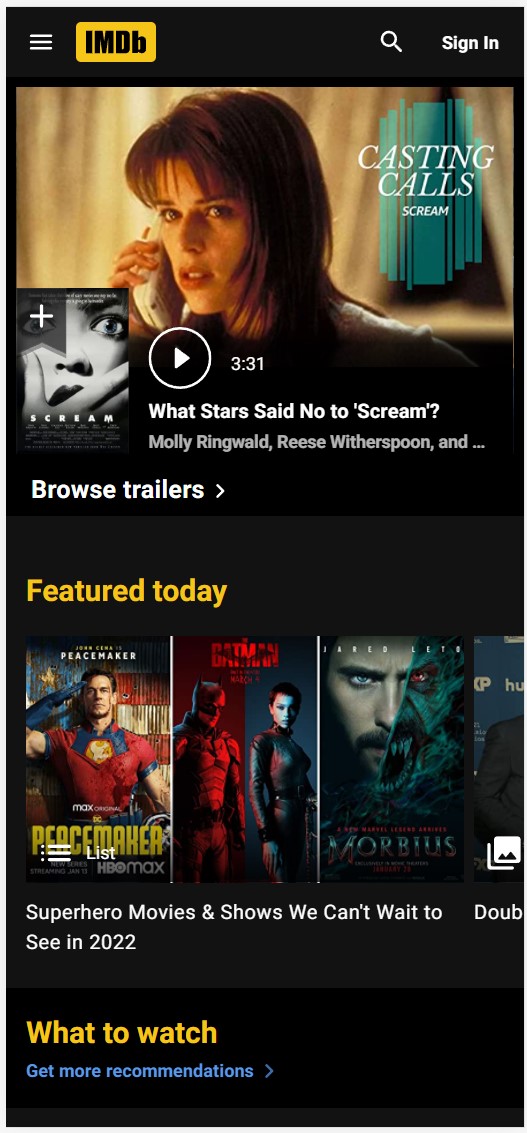 IMDb
Sign In
CASTING
CALLS
SCREAM
SCREAM
3:31
What Stars Said No to 'Scream'?
Molly Ringwald, Reese Witherspoon, and ...
Browse trailers
Featured today
JOHN CENA IS
PEACEMAKER
max ORIGINAL
DC
PEACEMAKER
NEW SERIES
STREAMING JAN 13
HBOmax
List
THE
BATMAN
MARCH 4
JARED LETO
A NEW MARVEL LEGEND ARRIVES
MORBIUS
EXCLUSIVELY IN MOVIE THEATERS
JANUARY 28
hu
Superhero Movies & Shows We Can't Wait to
See in 2022
Doub
What to watch
Get more recommendations